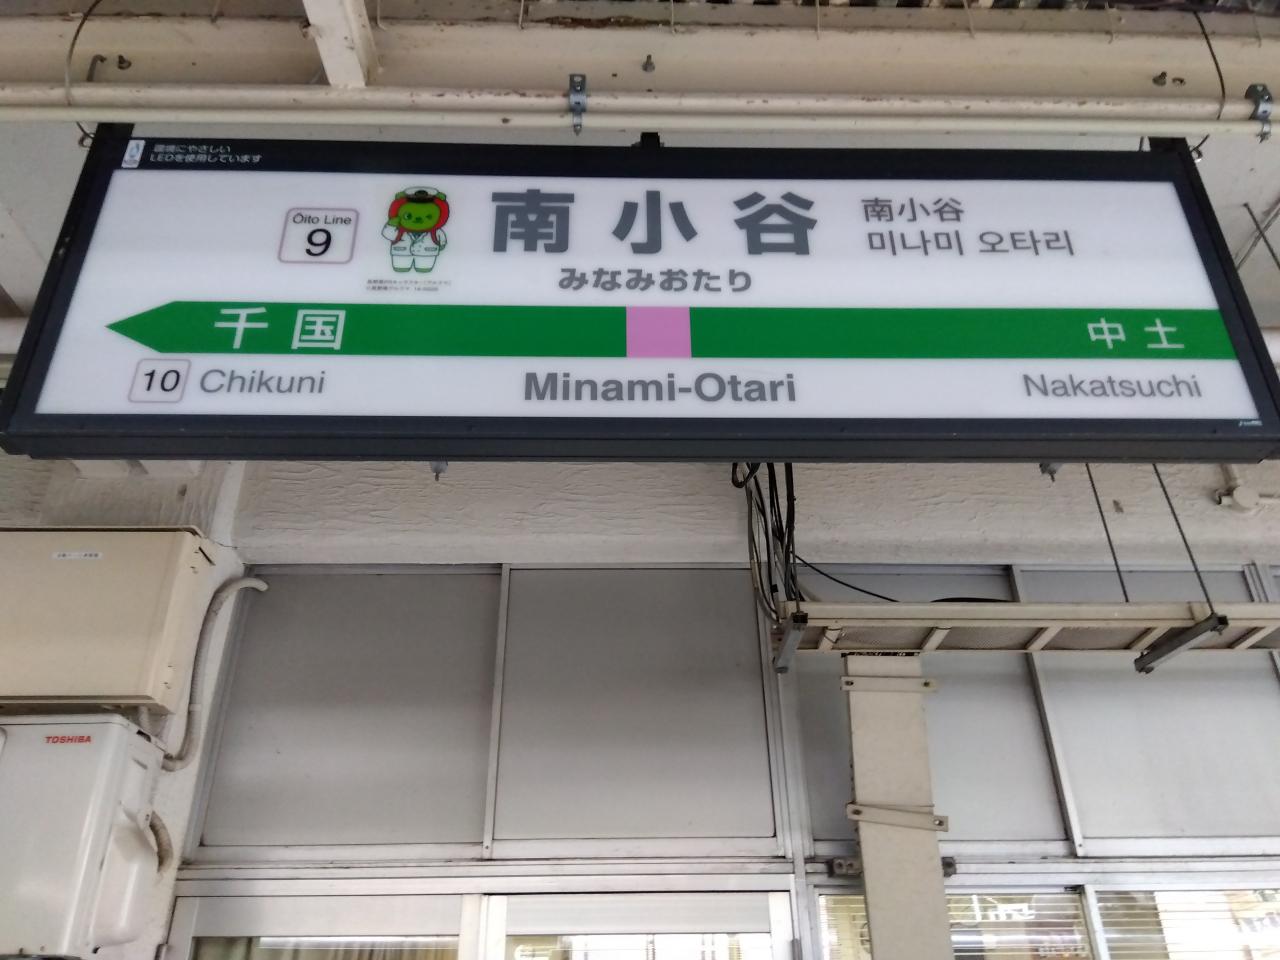 環境にやさしい
LEDを使用しています
Ōito Line
9
南小谷
みなみおたり
南小谷
미나미 오타리
千国
中土
10 Chikuni
Minami-Otari
Nakatsuchi
TOSHIBA